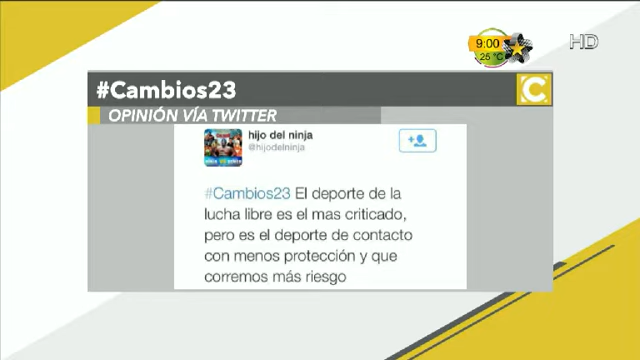 9:00
25 °C
HD
#Cambios23
C
OPINIÓN VÍA TWITTER
hijo del ninja
@hijodelninja
#Cambios23 El deporte de la
lucha libre es el mas criticado,
pero es el deporte de contacto
con menos protección y que
corremos más riesgo